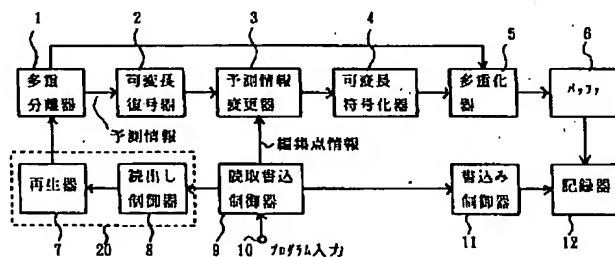 1
2
3
4
5
6
多重
分離器
可変長
復号器
予測情報
変更器
可変長
符号化器
多重化
器
バッファ
予測情報
編集点情報
再生器
読出し
制御器
読取書込
制御器
書込み
制御器
記録器
7
8
9
10
プログラム入力
11
12
20